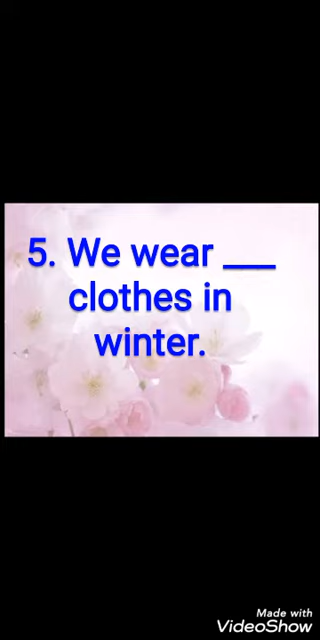 5. We wear ___
clothes in
winter.
Made with
VideoShow